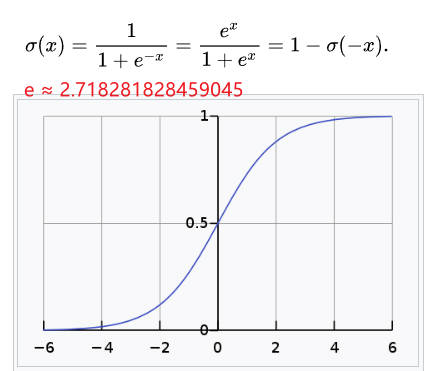 σ(x) = 1 / (1 + e^{-x}) = e^x / (1 + e^x) = 1 − σ(−x).
e ≈ 2.718281828459045
1
0.5
0
−6 −4 −2 0 2 4 6